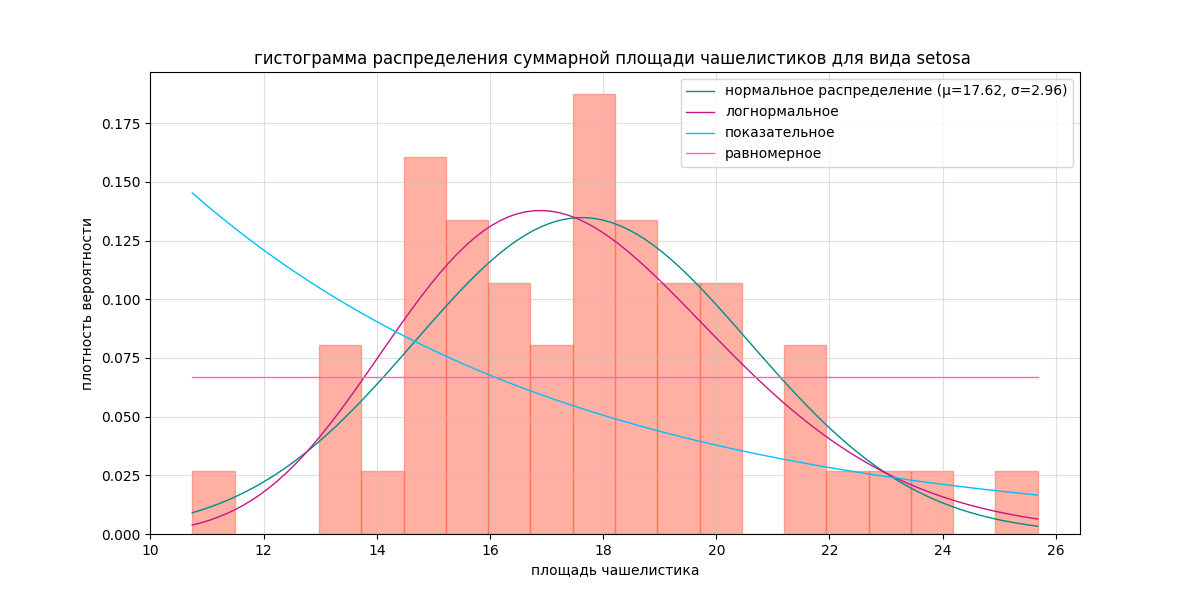 гистограмма распределения суммарной площади чашелистиков для вида setosa
нормальное распределение (μ=17.62, σ=2.96)
логнормальное
показательное
равномерное
плотность вероятности
0.175
0.150
0.125
0.100
0.075
0.050
0.025
0.000
10 12 14 16 18 20 22 24 26
площадь чашелистика